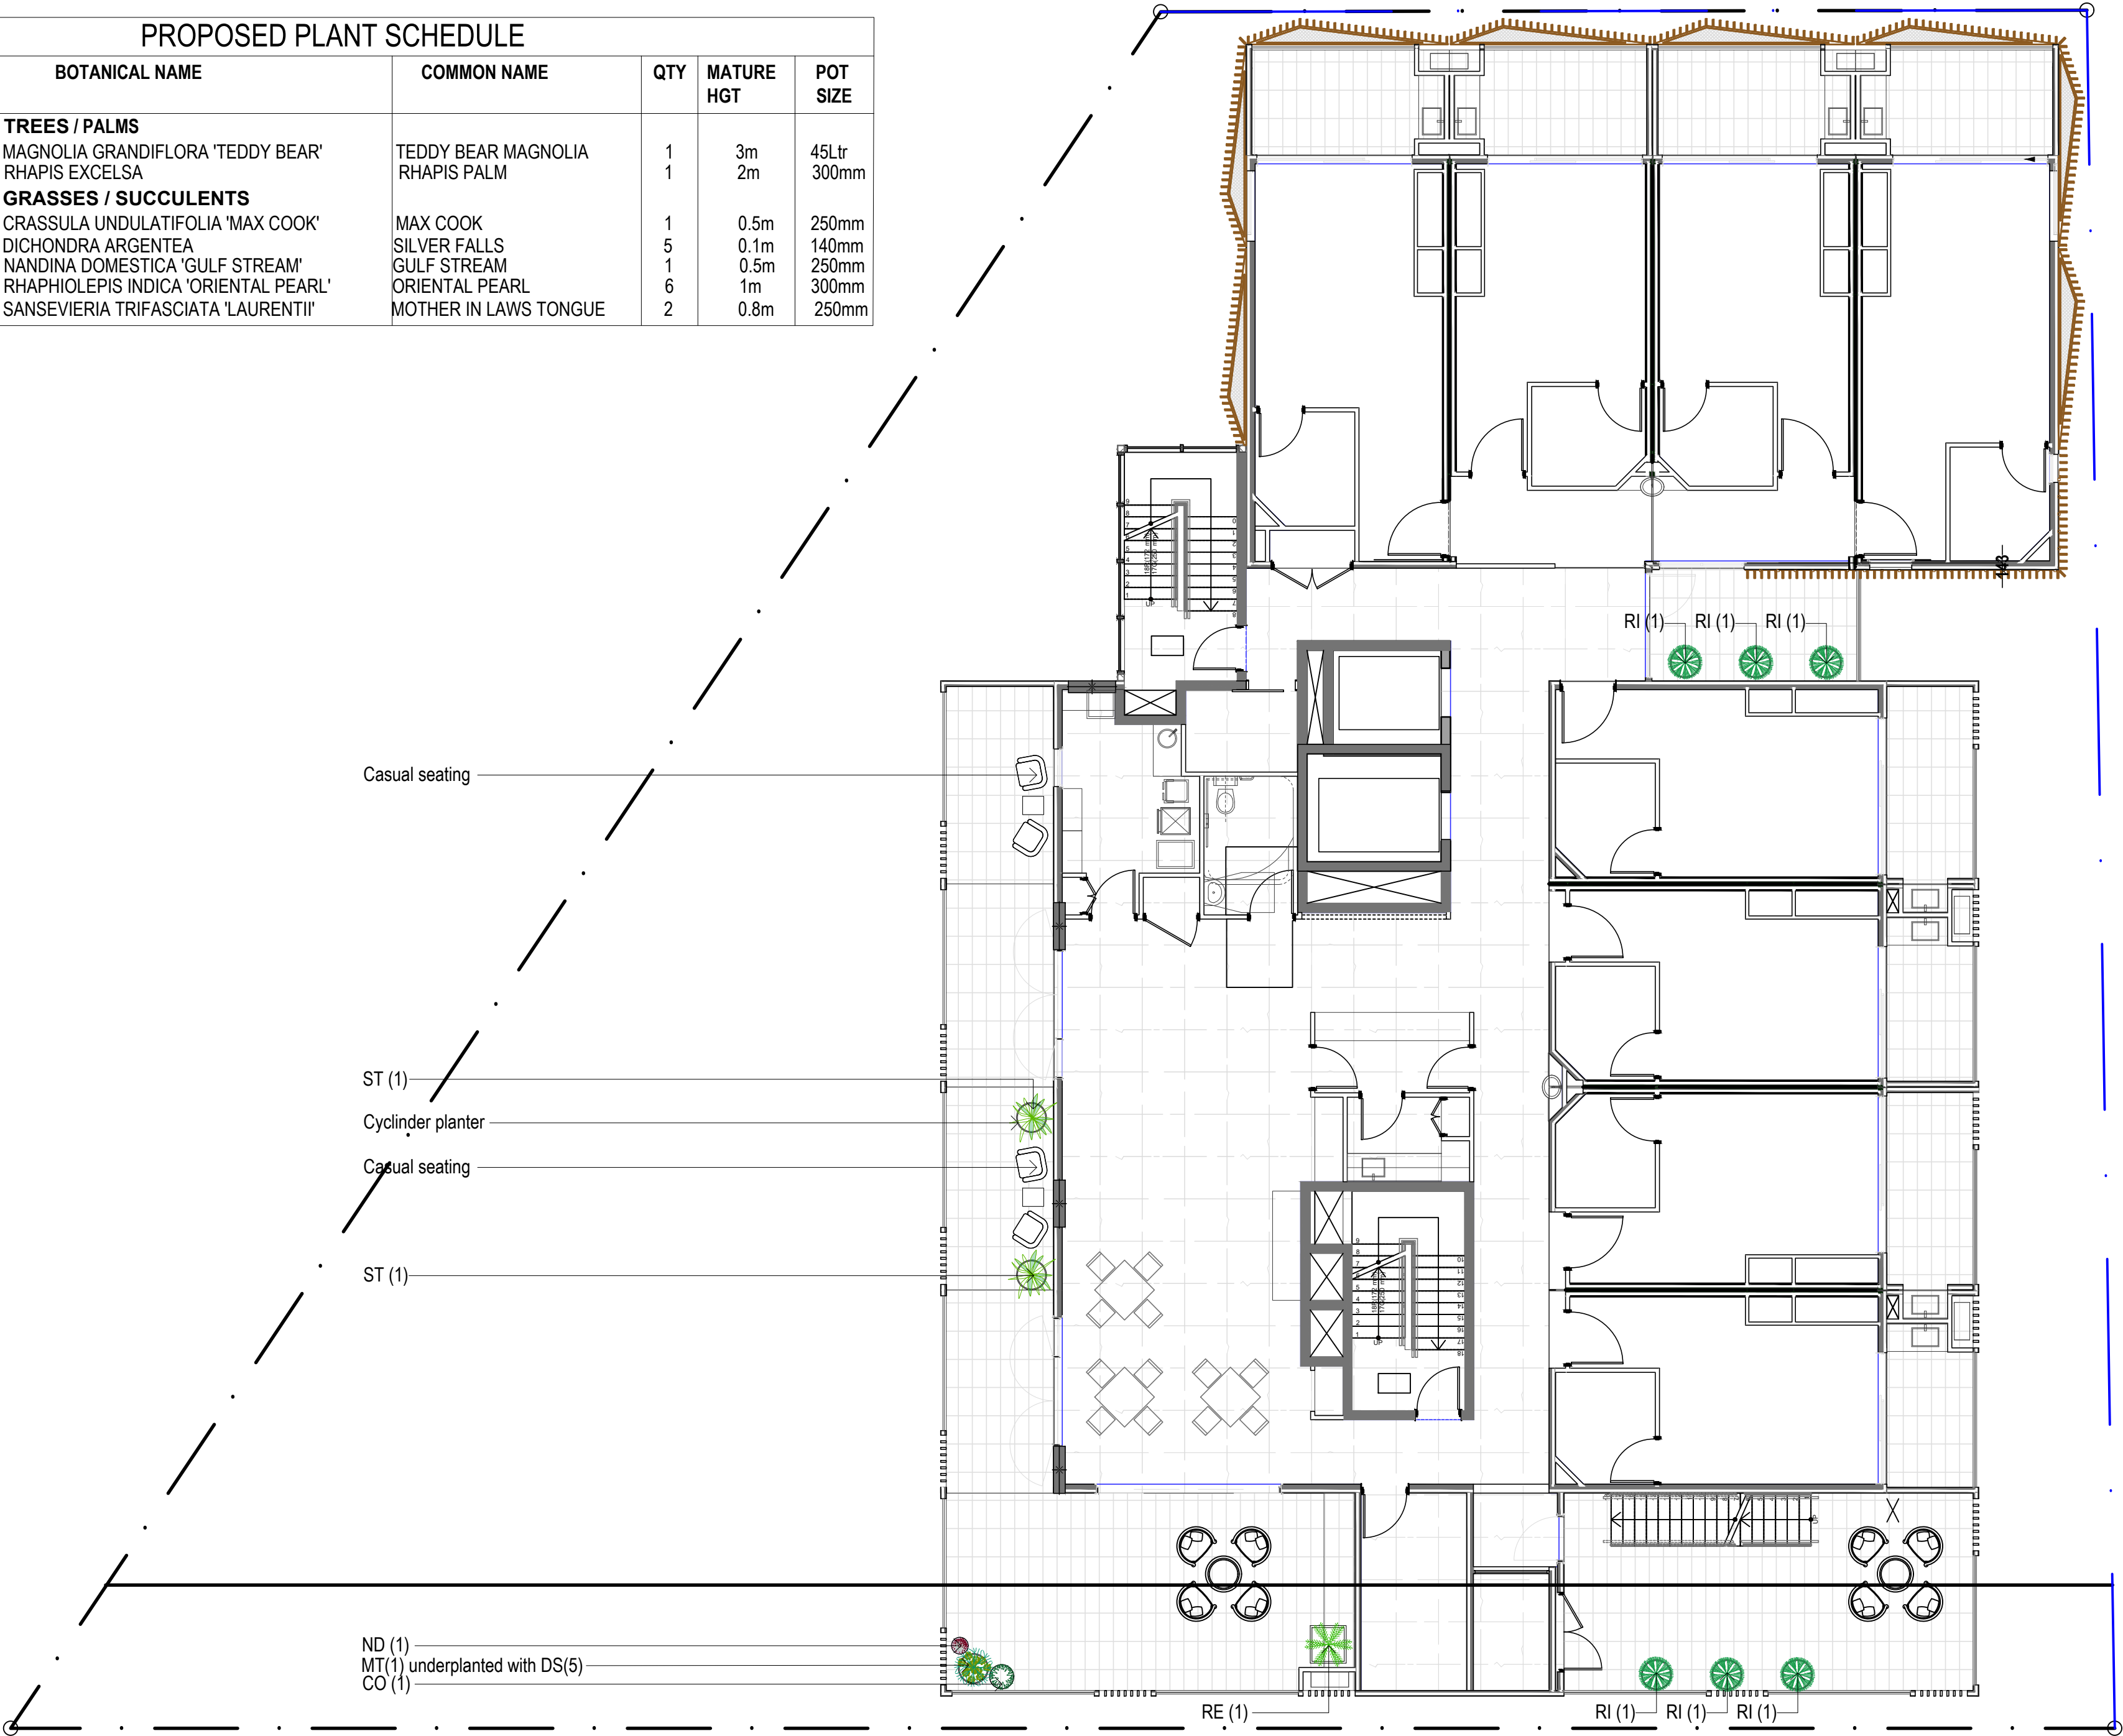 PROPOSED PLANT SCHEDULE
BOTANICAL NAME COMMON NAME QTY MATURE HGT POT SIZE
TREES / PALMS
MAGNOLIA GRANDIFLORA 'TEDDY BEAR' TEDDY BEAR MAGNOLIA 1 3m 45Ltr
RHAPIS EXCELSA RHAPIS PALM 1 2m 300mm
GRASSES / SUCCULENTS
CRASSULA UNDULATIFOLIA 'MAX COOK' MAX COOK 1 0.5m 250mm
DICHONDRA ARGENTEA SILVER FALLS 5 0.1m 140mm
NANDINA DOMESTICA 'GULF STREAM' GULF STREAM 1 0.5m 250mm
RHAPHIOLEPIS INDICA 'ORIENTAL PEARL' ORIENTAL PEARL 6 1m 300mm
SANSEVIERIA TRIFASCIATA 'LAURENTII' MOTHER IN LAWS TONGUE 2 0.8m 250mm
UP
RI (1) RI (1) RI (1)
Casual seating
ST (1)
Cyclinder planter
Casual seating
ST (1)
UP
UP
ND (1)
MT(1) underplanted with DS(5)
CO (1)
RE (1)
RI (1) RI (1) RI (1)